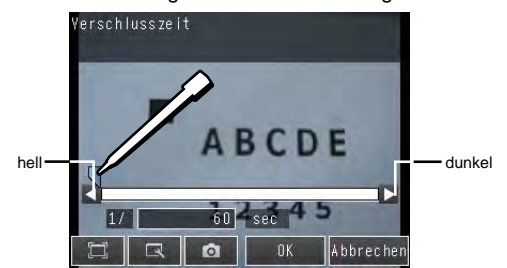 Verschlusszeit
ABCDE
hell
dunkel
12345
1/ 60 sec
OK Abbrechen